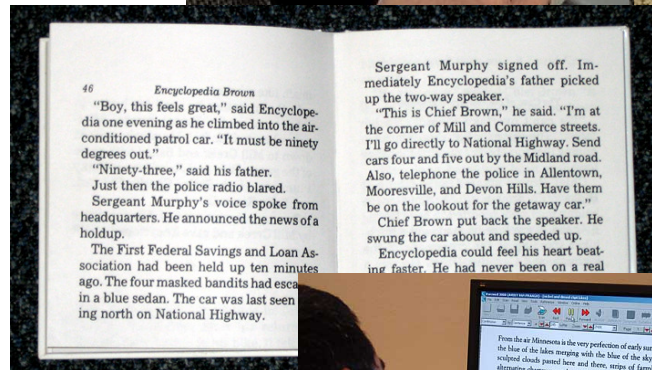 46 Encyclopedia Brown
"Boy, this feels great," said Encyclope-
dia one evening as he climbed into the air-
conditioned patrol car. "It must be ninety
degrees out."
"Ninety-three," said his father.
Just then the police radio blared.
Sergeant Murphy's voice spoke from
headquarters. He announced the news of a
holdup.
The First Federal Savings and Loan As-
sociation had been held up ten minutes
ago. The four masked bandits had esca
in a blue sedan. The car was last seen
ing north on National Highway.
Sergeant Murphy signed off. Im-
mediately Encyclopedia's father picked
up the two-way speaker.
"This is Chief Brown," he said. "I'm at
the corner of Mill and Commerce streets.
I'll go directly to National Highway. Send
cars four and five out by the Midland road.
Also, telephone the police in Allentown,
Mooresville, and Devon Hills. Have them
be on the lookout for the getaway car."
Chief Brown put back the speaker. He
swung the car about and speeded up.
Encyclopedia could feel his heart beat-
ing faster. He had never been on a real
From the air Minnesota is the very perfection of early sum
the blue of the lakes merging with the blue of the sky
sculpted clouds pasted here and there, strips of farm